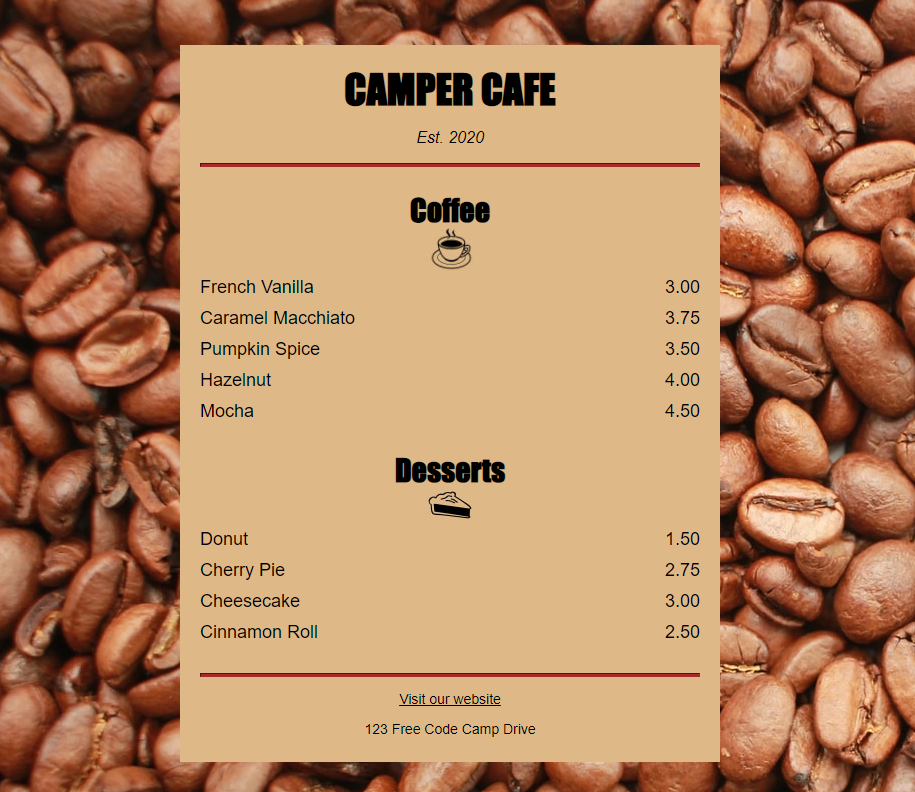 CAMPER CAFE
Est. 2020
Coffee
French Vanilla 3.00
Caramel Macchiato 3.75
Pumpkin Spice 3.50
Hazelnut 4.00
Mocha 4.50
Desserts
Donut 1.50
Cherry Pie 2.75
Cheesecake 3.00
Cinnamon Roll 2.50
Visit our website
123 Free Code Camp Drive